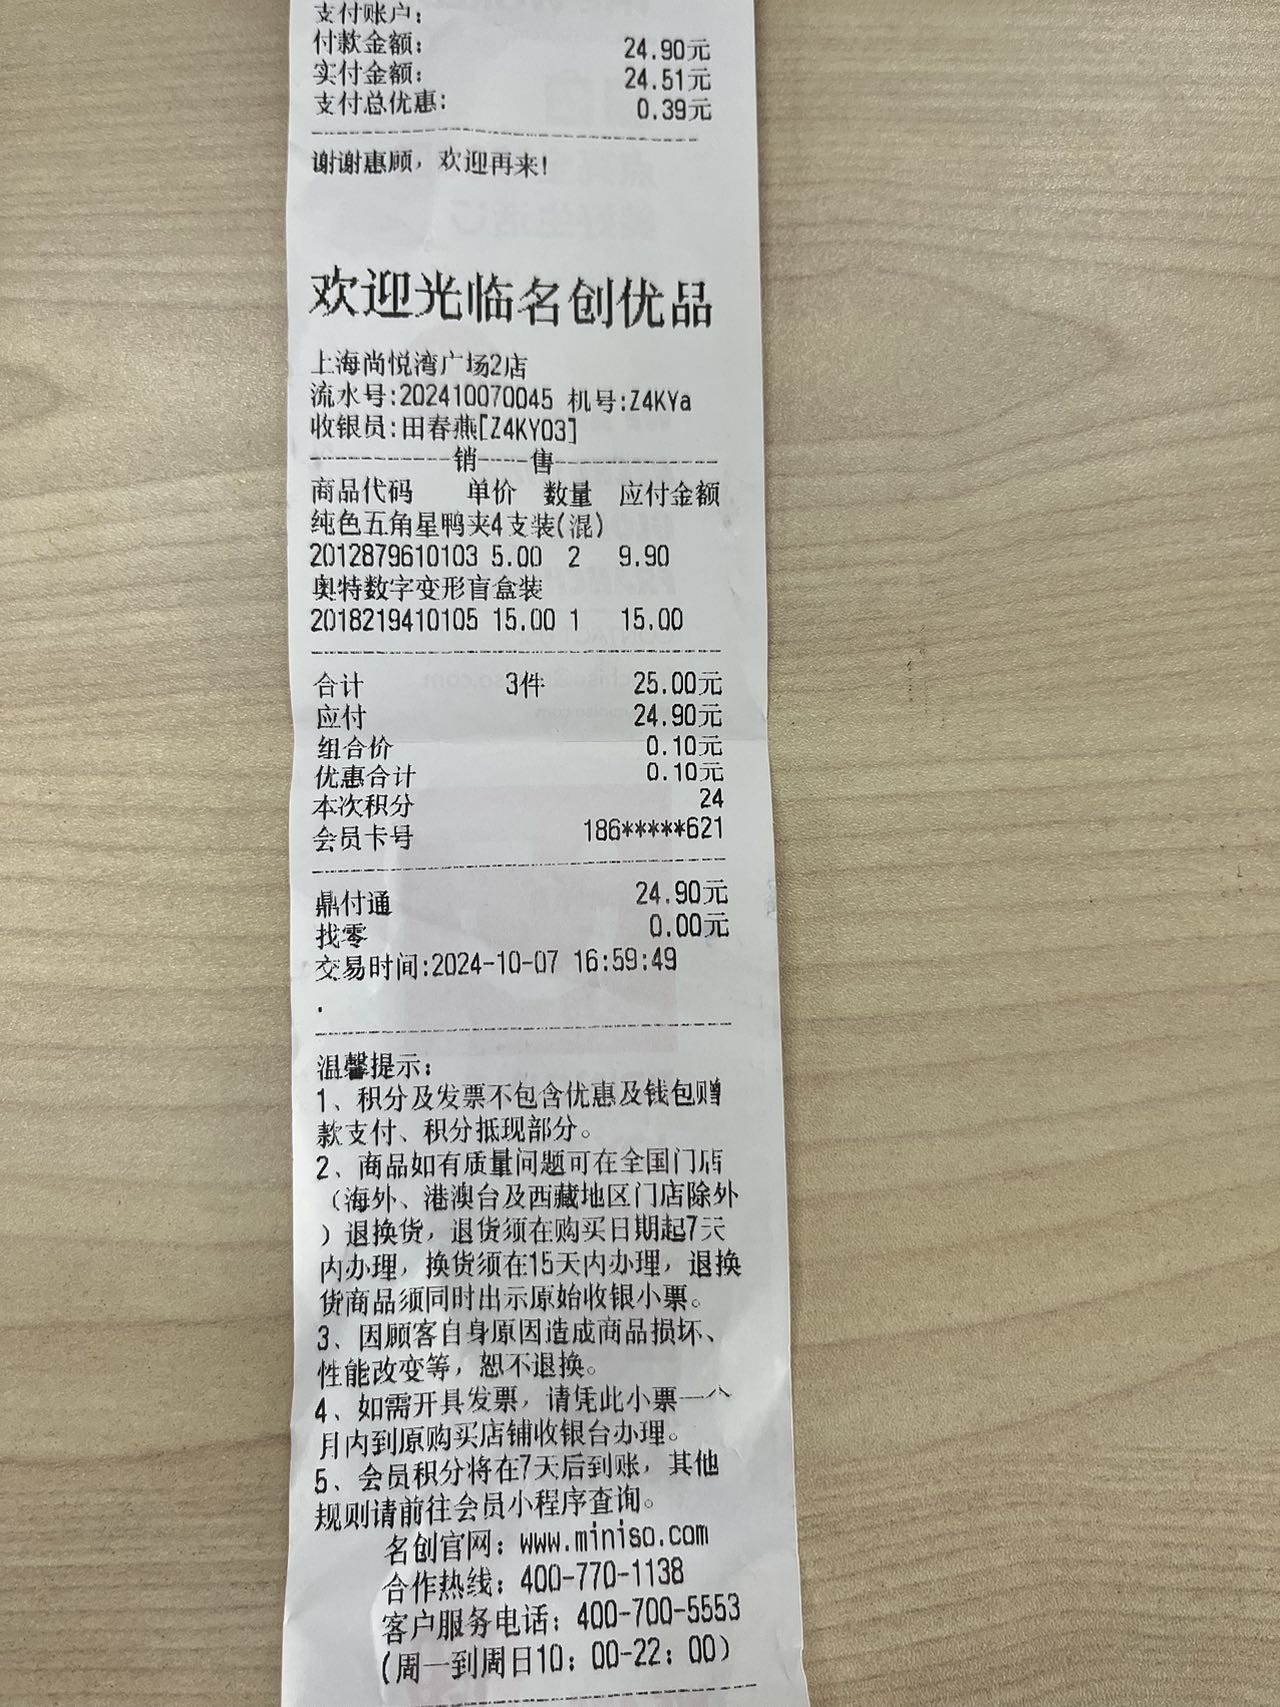 支付账户:
付款金额: 24.90元
实付金额: 24.51元
支付总优惠: 0.39元
谢谢惠顾，欢迎再来!
欢迎光临名创优品
上海尚悦湾广场2店
流水号:202410070045 机号:Z4KYa
收银员:田春燕[Z4KY03]
销 售
商品代码 单价 数量 应付金额
纯色五角星鸭夹4支装(混)
2012879610103 5.00 2 9.90
奥特数字变形盲盒装
2018219410105 15.00 1 15.00
合计 3件 25.00元
应付 24.90元
组合价 0.10元
优惠合计 0.10元
本次积分 24
会员卡号 186*****621
鼎付通 24.90元
找零 0.00元
交易时间:2024-10-07 16:59:49
.
温馨提示:
1、积分及发票不包含优惠及钱包赠
款支付、积分抵现部分。
2、商品如有质量问题可在全国门店
（海外、港澳台及西藏地区门店除外
）退换货，退货须在购买日期起7天
内办理，换货须在15天内办理，退换
货商品须同时出示原始收银小票。
3、因顾客自身原因造成商品损坏、
性能改变等，恕不退换。
4、如需开具发票，请凭此小票一个
月内到原购买店铺收银台办理。
5、会员积分将在7天后到账，其他
规则请前往会员小程序查询。
名创官网：www.miniso.com
合作热线：400-770-1138
客户服务电话：400-700-5553
(周一到周日10：00-22：00)